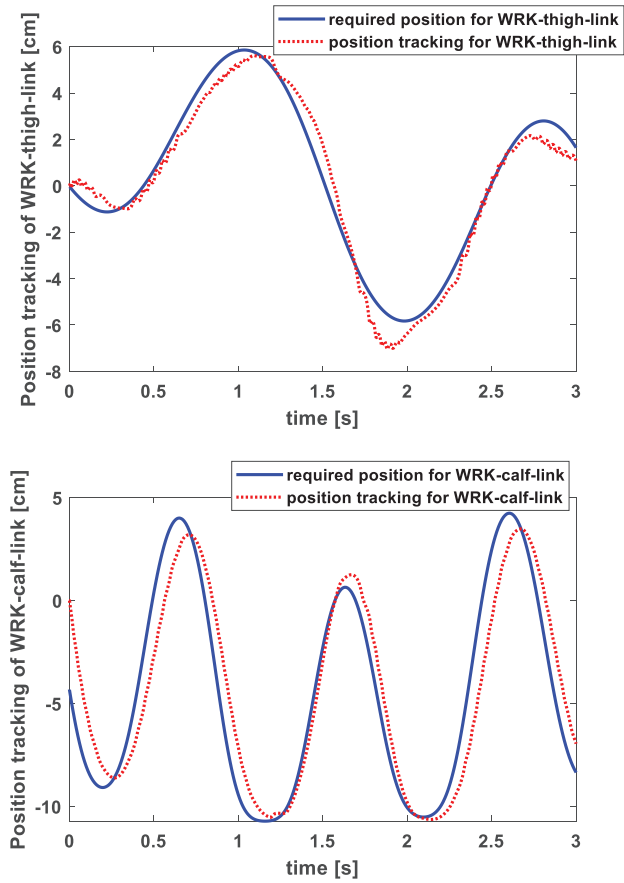 required position for WRK-thigh-link
position tracking for WRK-thigh-link
Position tracking of WRK-thigh-link [cm]
6
4
2
0
-2
-4
-6
-8
0 0.5 1 1.5 2 2.5 3
time [s]
required position for WRK-calf-link
position tracking for WRK-calf-link
Position tracking of WRK-calf-link [cm]
5
0
-5
-10
0 0.5 1 1.5 2 2.5 3
time [s]